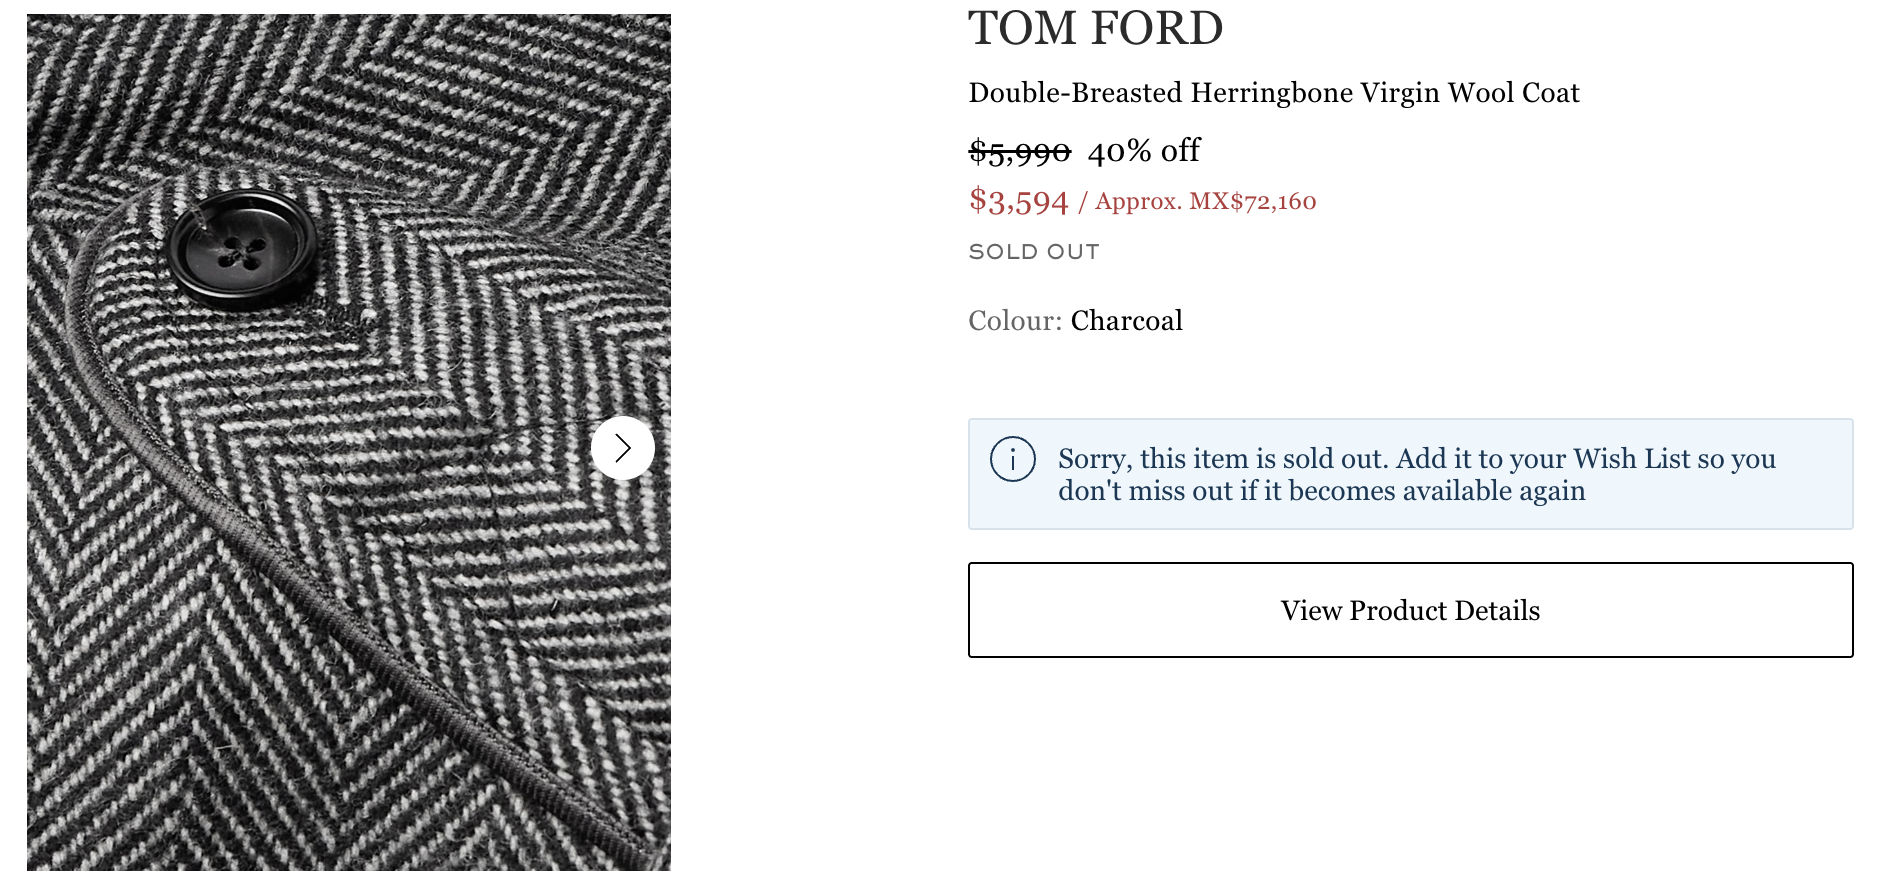 TOM FORD
Double-Breasted Herringbone Virgin Wool Coat
$5,990 40% off
$3,594 / Approx. MX$72,160
SOLD OUT
Colour: Charcoal
Sorry, this item is sold out. Add it to your Wish List so you
don't miss out if it becomes available again
View Product Details